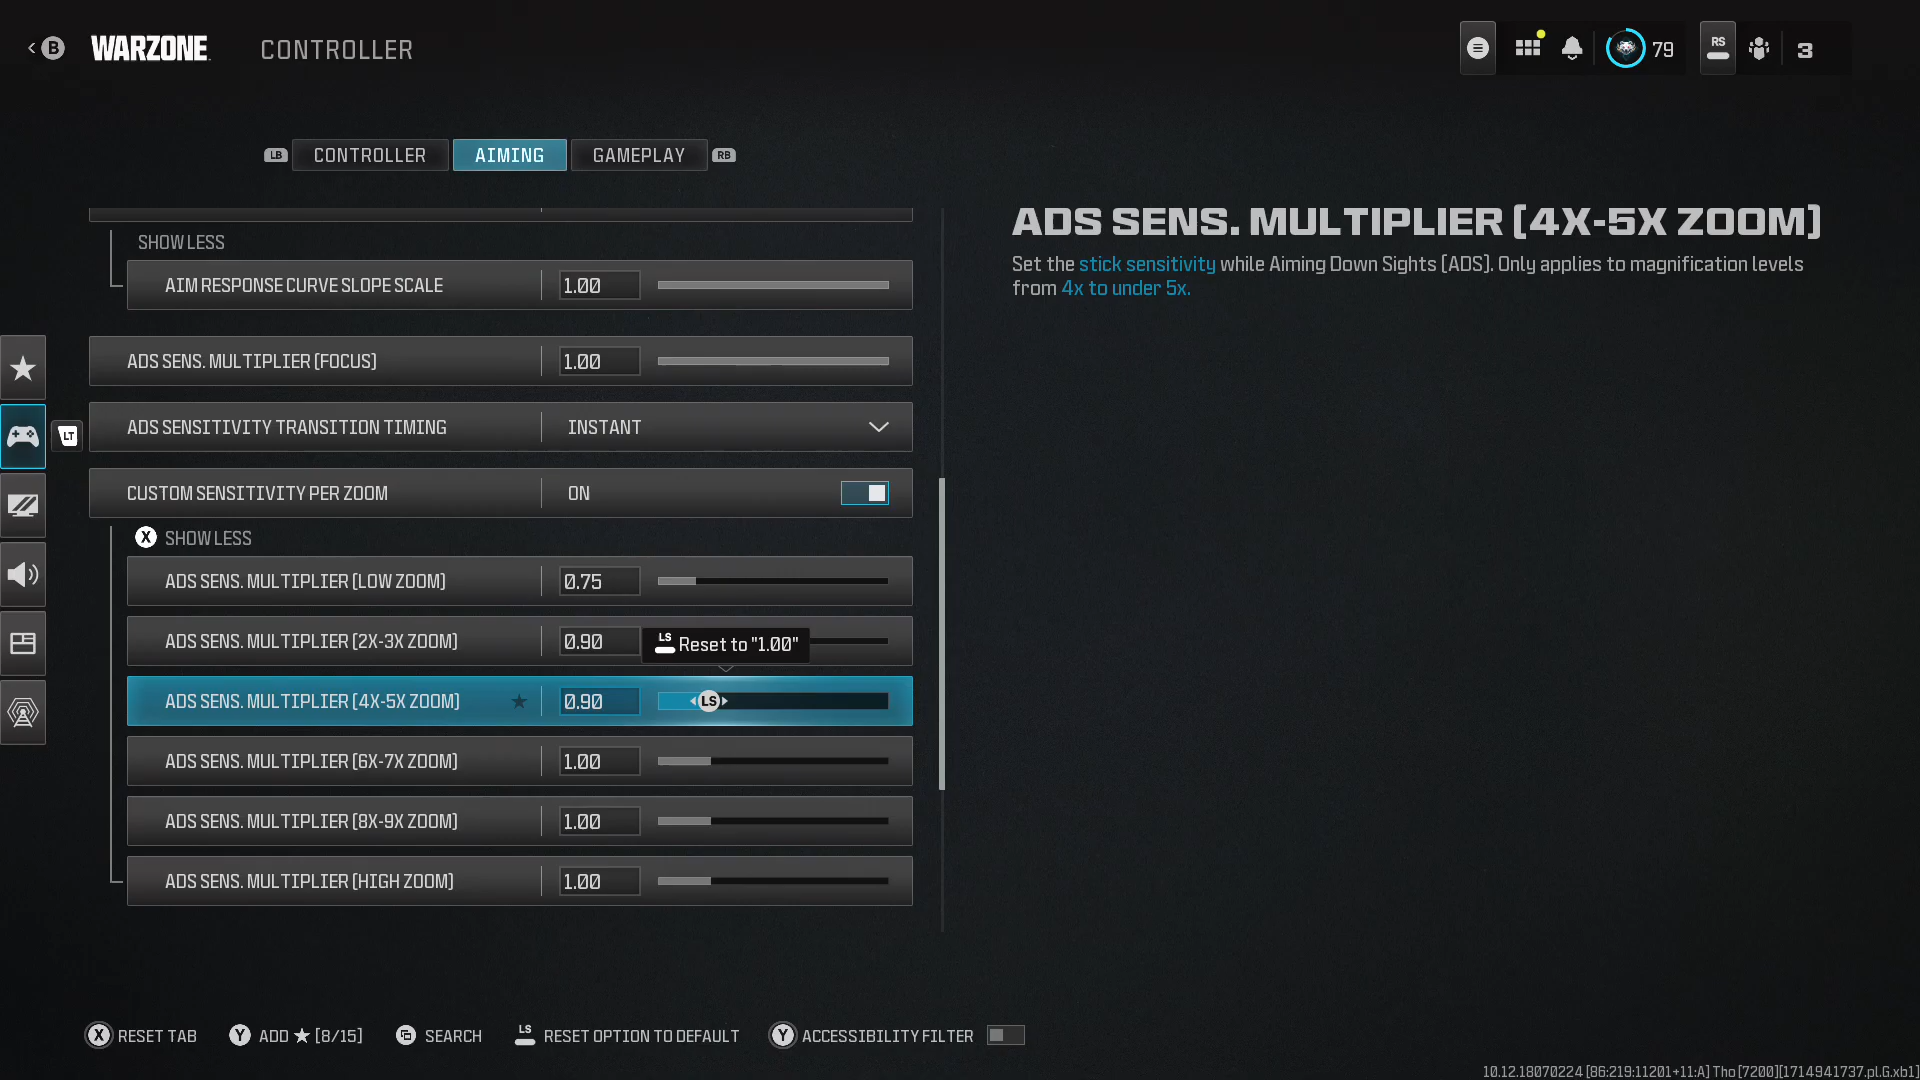 B WARZONE CONTROLLER 79 RS 3
LB CONTROLLER AIMING GAMEPLAY RB
ADS SENS. MULTIPLIER [4X-5X ZOOM]
Set the stick sensitivity while Aiming Down Sights [ADS]. Only applies to magnification levels
from 4x to under 5x.
SHOW LESS
AIM RESPONSE CURVE SLOPE SCALE 1.00
ADS SENS. MULTIPLIER [FOCUS] 1.00
LT ADS SENSITIVITY TRANSITION TIMING INSTANT
CUSTOM SENSITIVITY PER ZOOM ON
X SHOW LESS
ADS SENS. MULTIPLIER [LOW ZOOM] 0.75
ADS SENS. MULTIPLIER [2X-3X ZOOM] 0.90 LS Reset to "1.00"
ADS SENS. MULTIPLIER [4X-5X ZOOM] 0.90 LS
ADS SENS. MULTIPLIER [6X-7X ZOOM] 1.00
ADS SENS. MULTIPLIER [8X-9X ZOOM] 1.00
ADS SENS. MULTIPLIER [HIGH ZOOM] 1.00
X RESET TAB Y ADD ★ [8/15] SEARCH LS RESET OPTION TO DEFAULT Y ACCESSIBILITY FILTER
10.12.18070224 [86:219:11201+11:A] Tho [7200][1714941737.pl.G.xb1]